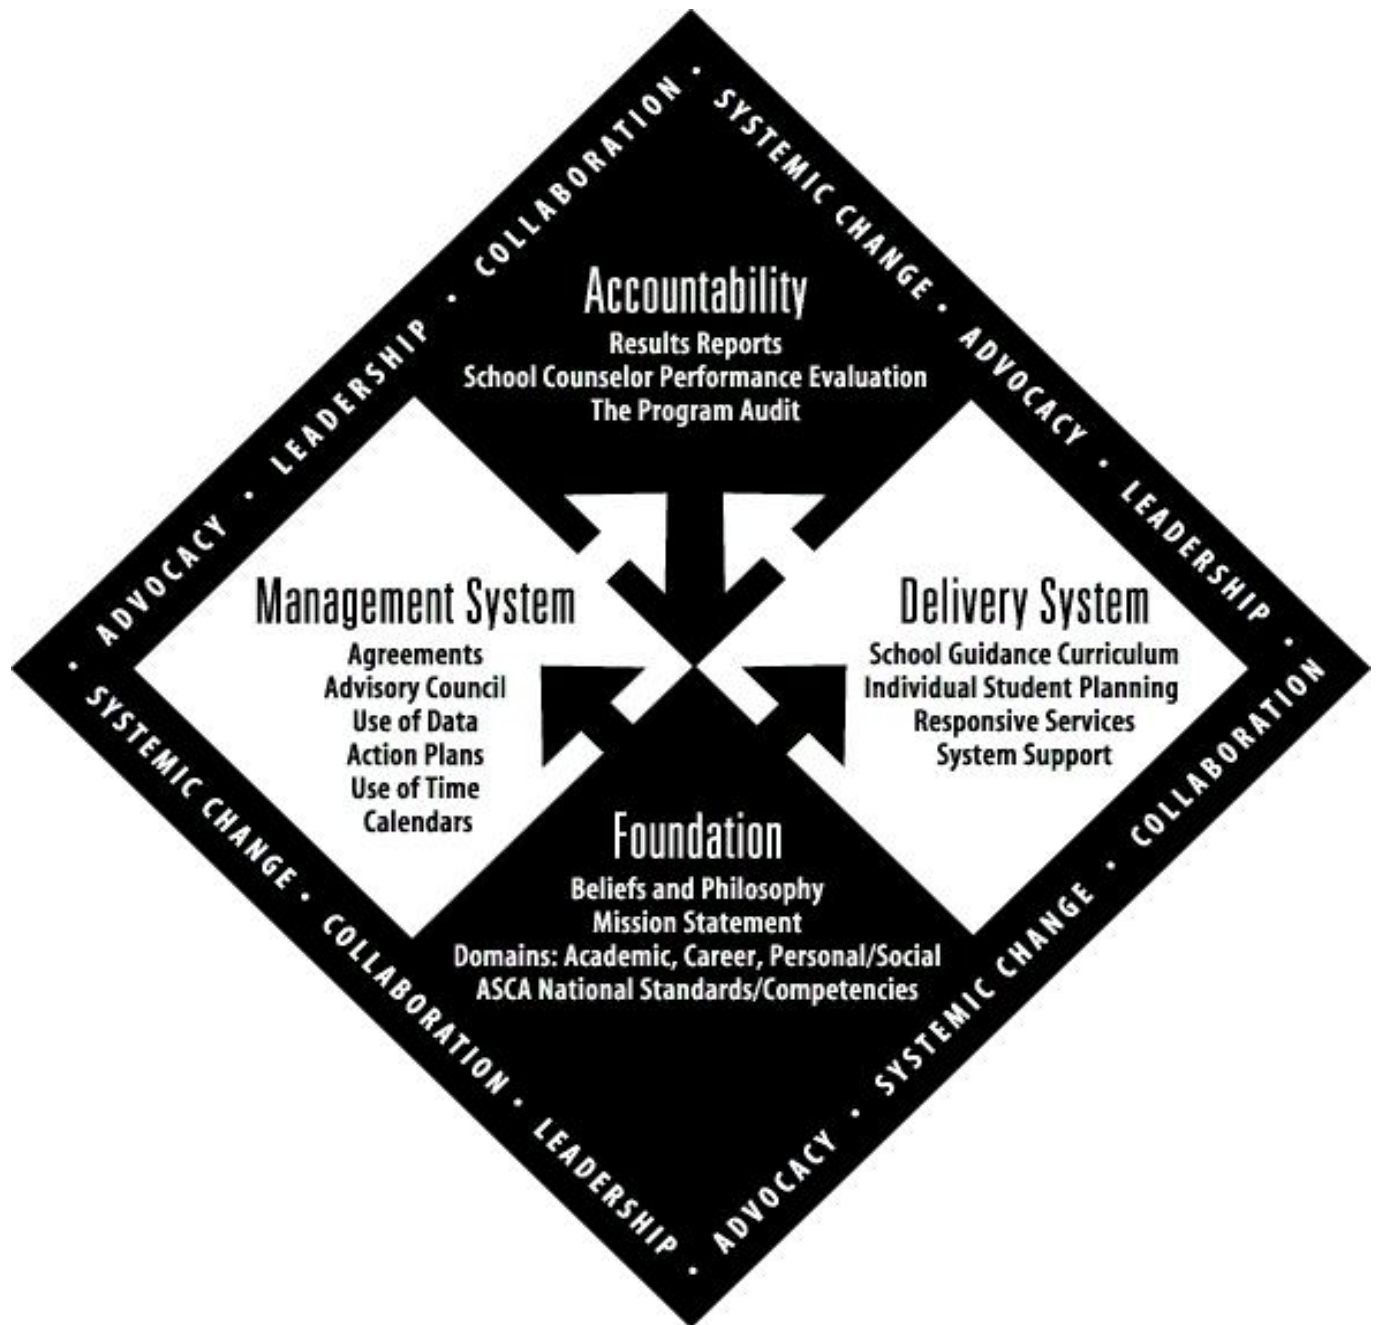 • ADVOCACY • LEADERSHIP • COLLABORATION •
SYSTEMIC CHANGE • ADVOCACY • LEADERSHIP •
Accountability
Results Reports
School Counselor Performance Evaluation
The Program Audit
Management System
Agreements
Advisory Council
Use of Data
Action Plans
Use of Time
Calendars
Delivery System
School Guidance Curriculum
Individual Student Planning
Responsive Services
System Support
Foundation
Beliefs and Philosophy
Mission Statement
Domains: Academic, Career, Personal/Social
ASCA National Standards/Competencies
SYSTEMIC CHANGE • COLLABORATION • LEADERSHIP •
ADVOCACY • SYSTEMIC CHANGE • COLLABORATION